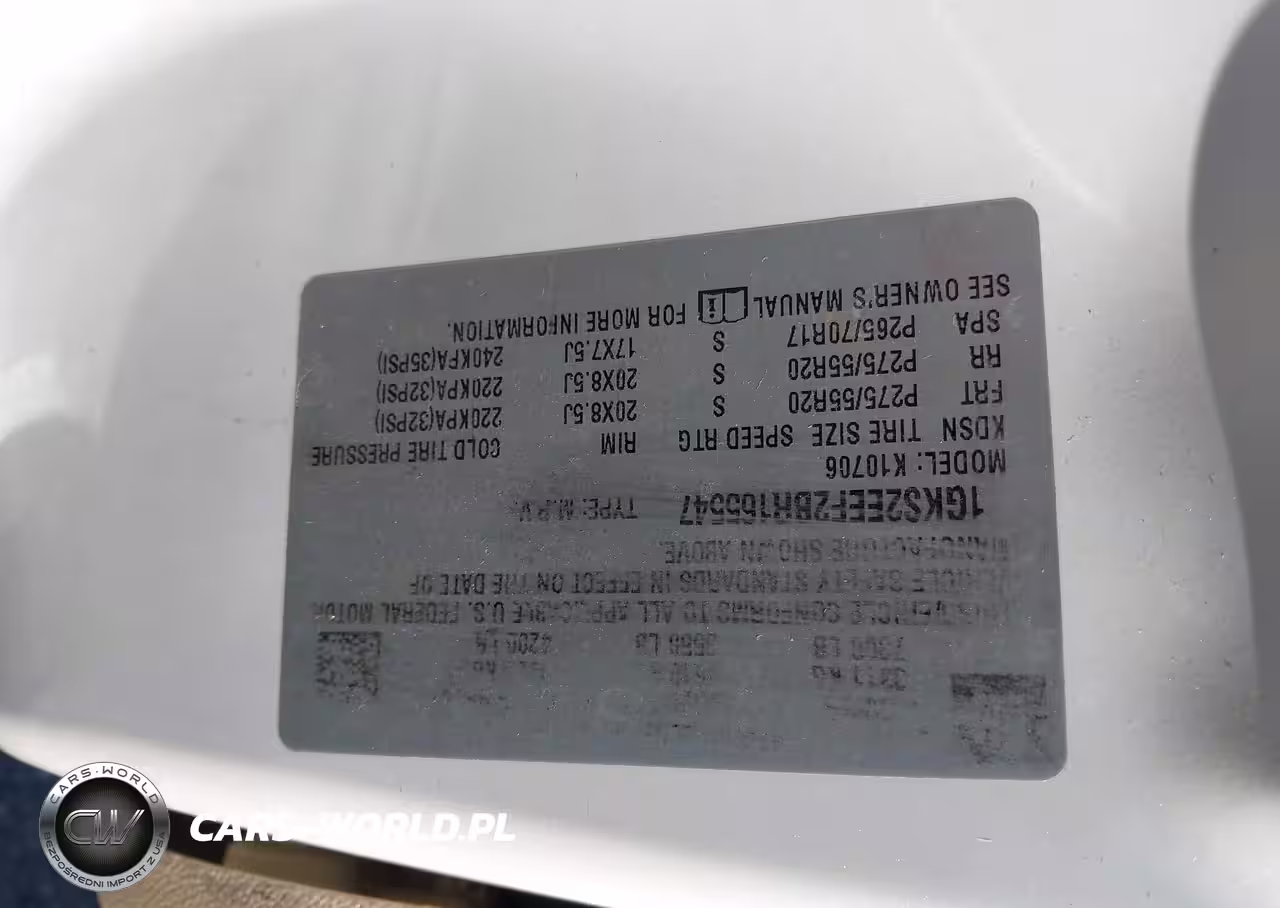 3311 KG
7300 LB 4200 LB
THIS VEHICLE CONFORMS TO ALL APPLICABLE U.S. FEDERAL MOTOR
VEHICLE SAFETY STANDARDS IN EFFECT ON THE DATE OF
MANUFACTURE SHOWN ABOVE.
1GKS2EEF2BR165547 TYPE: M.P.V.
MODEL: K10706
KDSN TIRE SIZE SPEED RTG RIM COLD TIRE PRESSURE
FRT P275/55R20 S 20X8.5J 220KPA(32PSI)
RR P275/55R20 S 20X8.5J 220KPA(32PSI)
SPA P265/70R17 S 17X7.5J 240KPA(35PSI)
SEE OWNER'S MANUAL FOR MORE INFORMATION.
CARS-WORLD
CW
BEZPOŚREDNI IMPORT Z USA
CARS-WORLD.PL